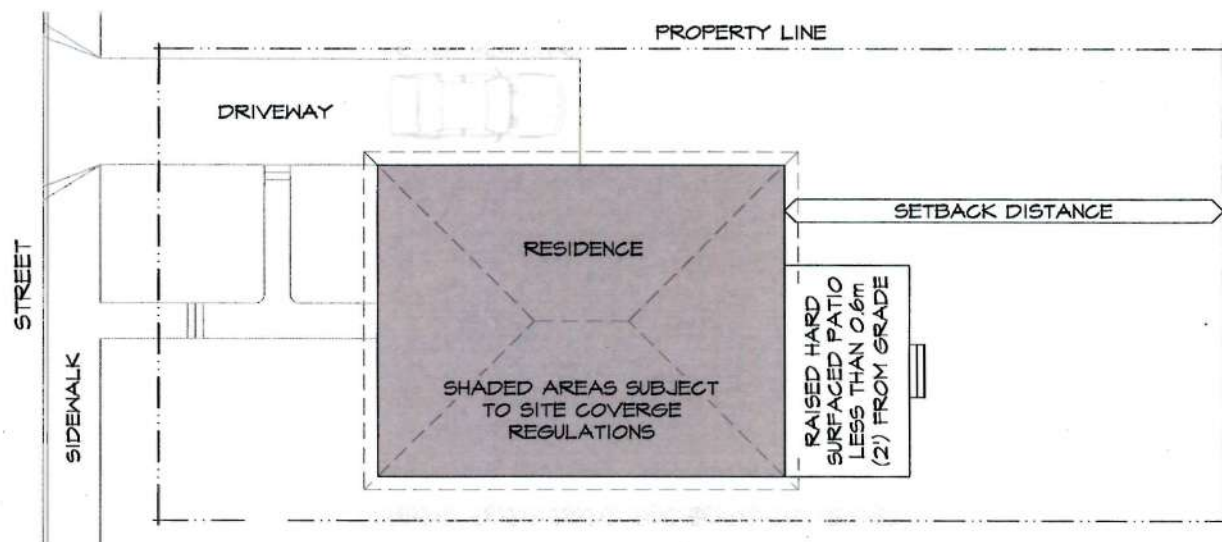 PROPERTY LINE
DRIVEWAY
SETBACK DISTANCE
RESIDENCE
STREET
SIDEWALK
SHADED AREAS SUBJECT
TO SITE COVERGE
REGULATIONS
RAISED HARD
SURFACED PATIO
LESS THAN 0.6m
(2') FROM GRADE